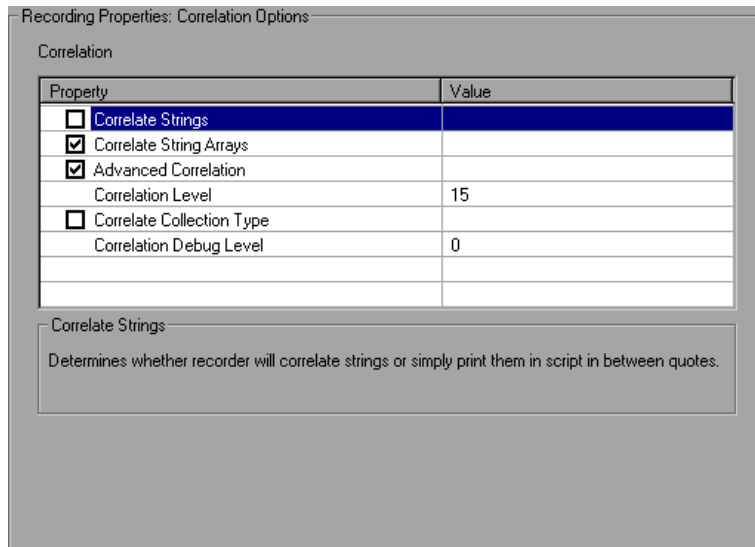 Recording Properties: Correlation Options
Correlation
Property Value
Correlate Strings
Correlate String Arrays
Advanced Correlation
Correlation Level 15
Correlate Collection Type
Correlation Debug Level 0
Correlate Strings
Determines whether recorder will correlate strings or simply print them in script in between quotes.